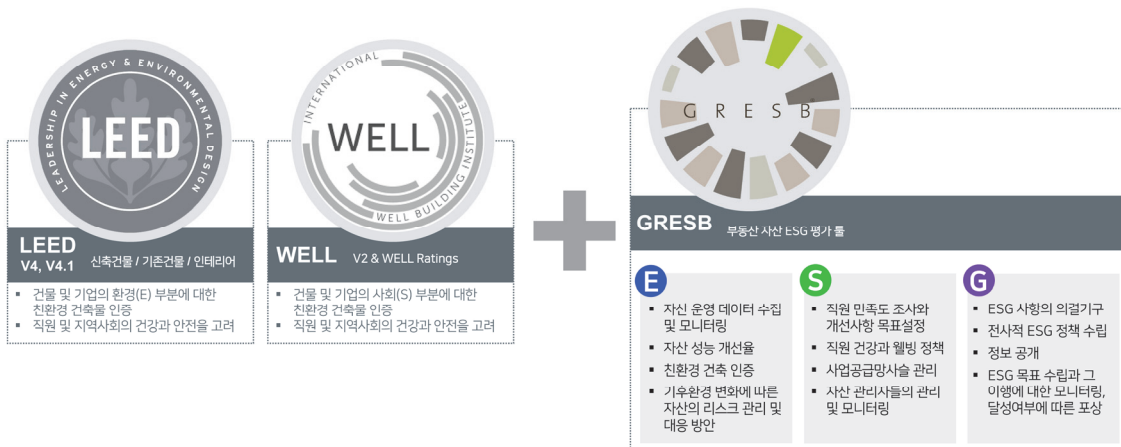 LEADERSHIP IN ENERGY & ENVIRONMENTAL DESIGN
LEED
LEED
V4, V4.1 신축건물 / 기존건물 / 인테리어
▪ 건물 및 기업의 환경(E) 부분에 대한
친환경 건축물 인증
▪ 직원 및 지역사회의 건강과 안전을 고려
INTERNATIONAL
WELL BUILDING INSTITUTE
WELL
WELL V2 & WELL Ratings
▪ 건물 및 기업의 사회(S) 부분에 대한
친환경 건축물 인증
▪ 직원 및 지역사회의 건강과 안전을 고려
+
GRESB
GRESB 부동산 자산 ESG 평가 툴
E
▪ 자산 운영 데이터 수집
및 모니터링
▪ 자산 성능 개선율
▪ 친환경 건축 인증
▪ 기후환경 변화에 따른
자산의 리스크 관리 및
대응 방안
S
▪ 직원 만족도 조사와
개선사항 목표설정
▪ 직원 건강과 웰빙 정책
▪ 사업공급망사슬 관리
▪ 자산 관리자들의 관리
및 모니터링
G
▪ ESG 사항의 의결기구
▪ 전사적 ESG 정책 수립
▪ 정보 공개
▪ ESG 목표 수립과 그
이행에 대한 모니터링,
달성여부에 따른 포상